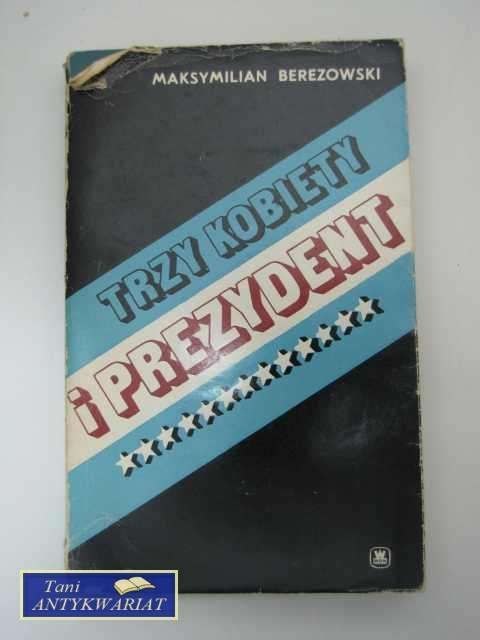 MAKSYMILIAN BEREZOWSKI
TRZY KOBIETY
i PREZYDENT
Tani
ANTYKWARIAT